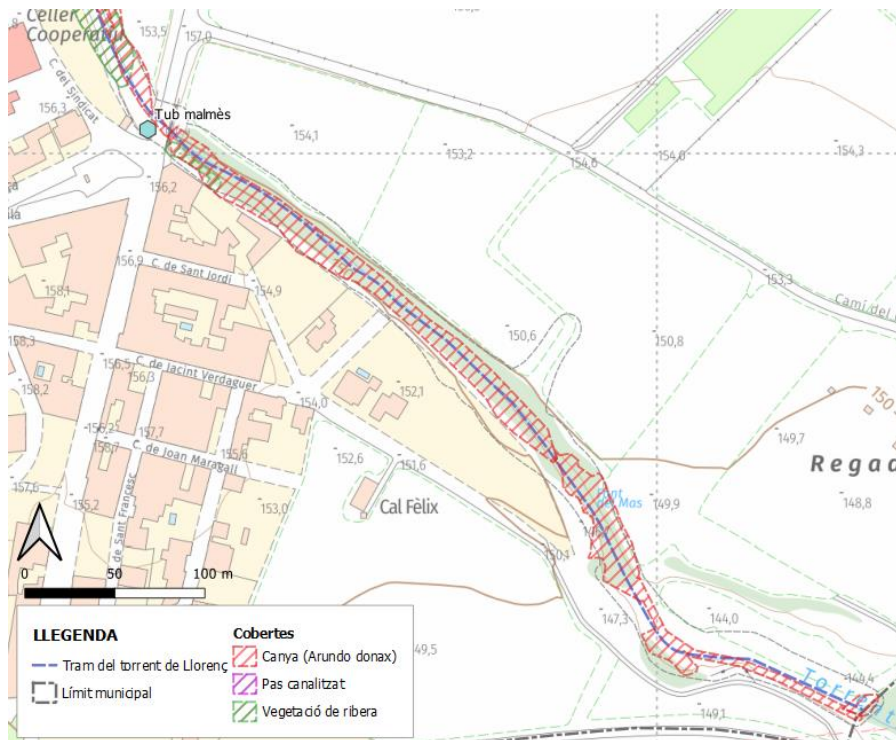 Celler
Cooperatiu
153,5
157,0
C. del Sindicat
156,3
Tub malmès
154,1
153,2
154,6
154,0
154,3
156,2
156,9
C. de Sant Jordi
158,1
154,9
153,3
Camí del
150,6
150,8
158,3
156,5
C. de Jacint Verdaguer
156,3
158,2
152,1
154,0
150
156,2
157,7
C. de Joan Maragall
155,6
149,7
157,6
152,6
151,6
Regad
155,2
de Sant Francesc
153,0
Cal Fèlix
del Mas
149,9
148,8
150,1
0 50 100 m
147,3
144,0
LLEGENDA
Tram del torrent de Llorenç
Límit municipal
Cobertes
Canya (Arundo donax)
Pas canalitzat
Vegetació de ribera
49,5
144,4
Torrent
149,1